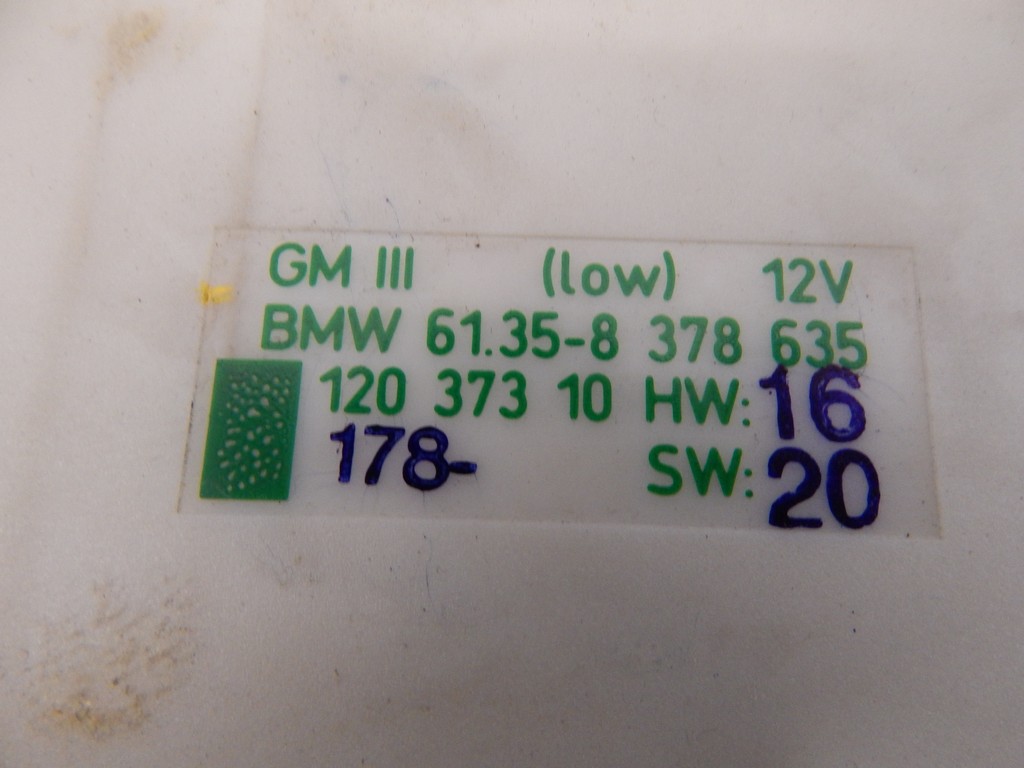 GM III (low) 12V
BMW 61.35-8 378 635
120 373 10 HW: 16
178- SW: 20